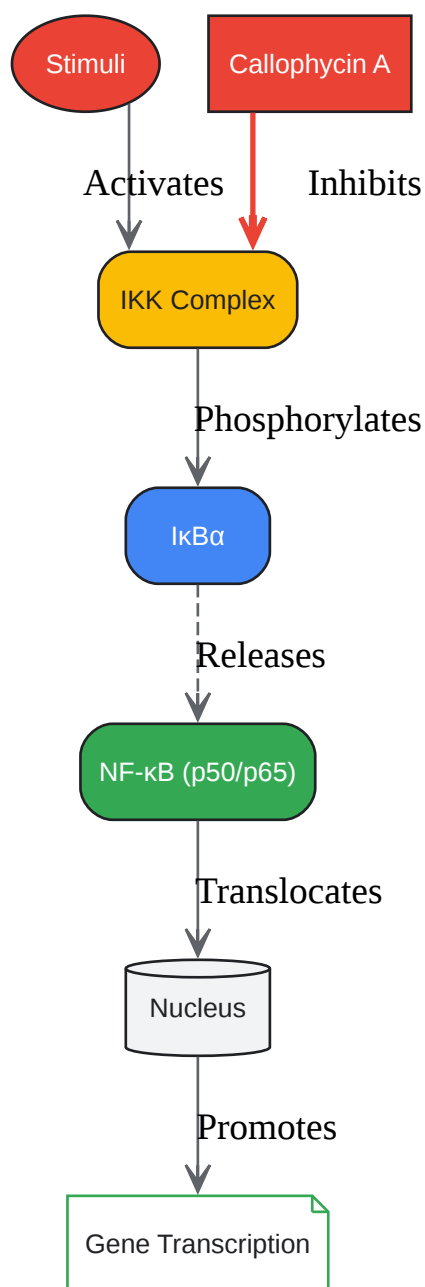 Stimuli
Callophycin A
Activates
Inhibits
IKK Complex
Phosphorylates
IκBα
Releases
NF-κB (p50/p65)
Translocates
Nucleus
Promotes
Gene Transcription